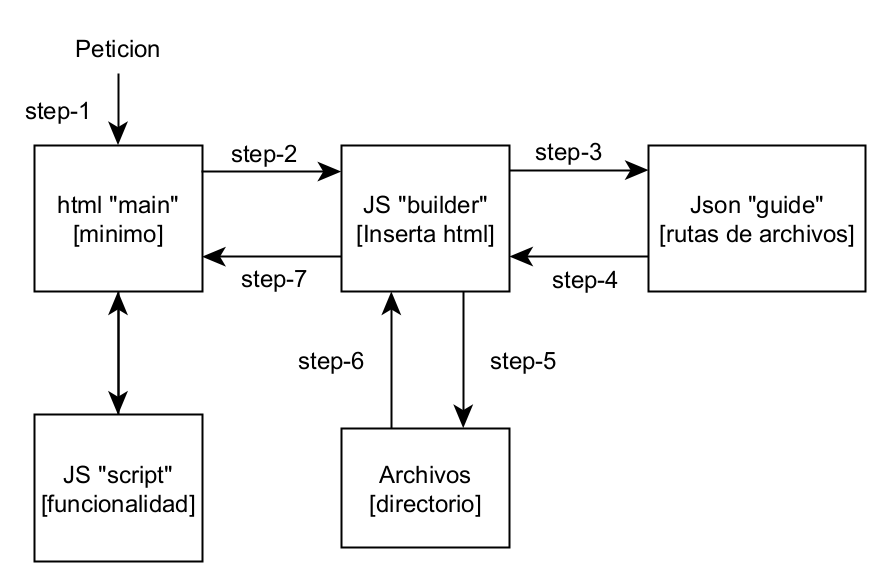 Peticion
step-1
step-2
step-3
html "main"
[minimo]
JS "builder"
[Inserta html]
Json "guide"
[rutas de archivos]
step-7
step-4
step-6
step-5
JS "script"
[funcionalidad]
Archivos
[directorio]